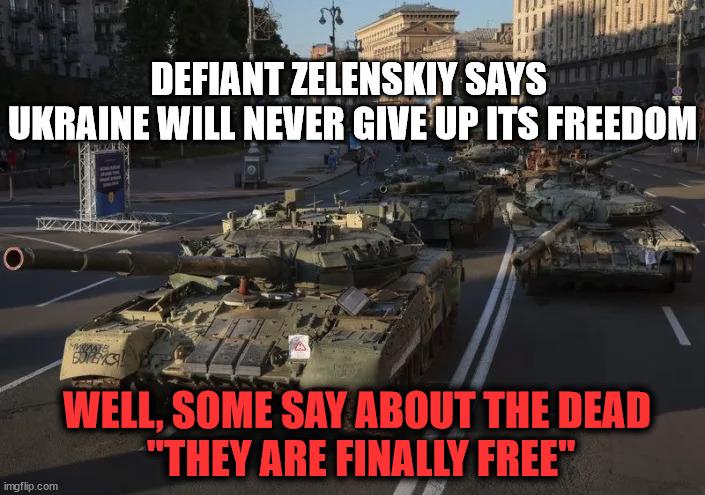 DEFIANT ZELENSKIY SAYS
UKRAINE WILL NEVER GIVE UP ITS FREEDOM
WELL, SOME SAY ABOUT THE DEAD
"THEY ARE FINALLY FREE"
imgflip.com